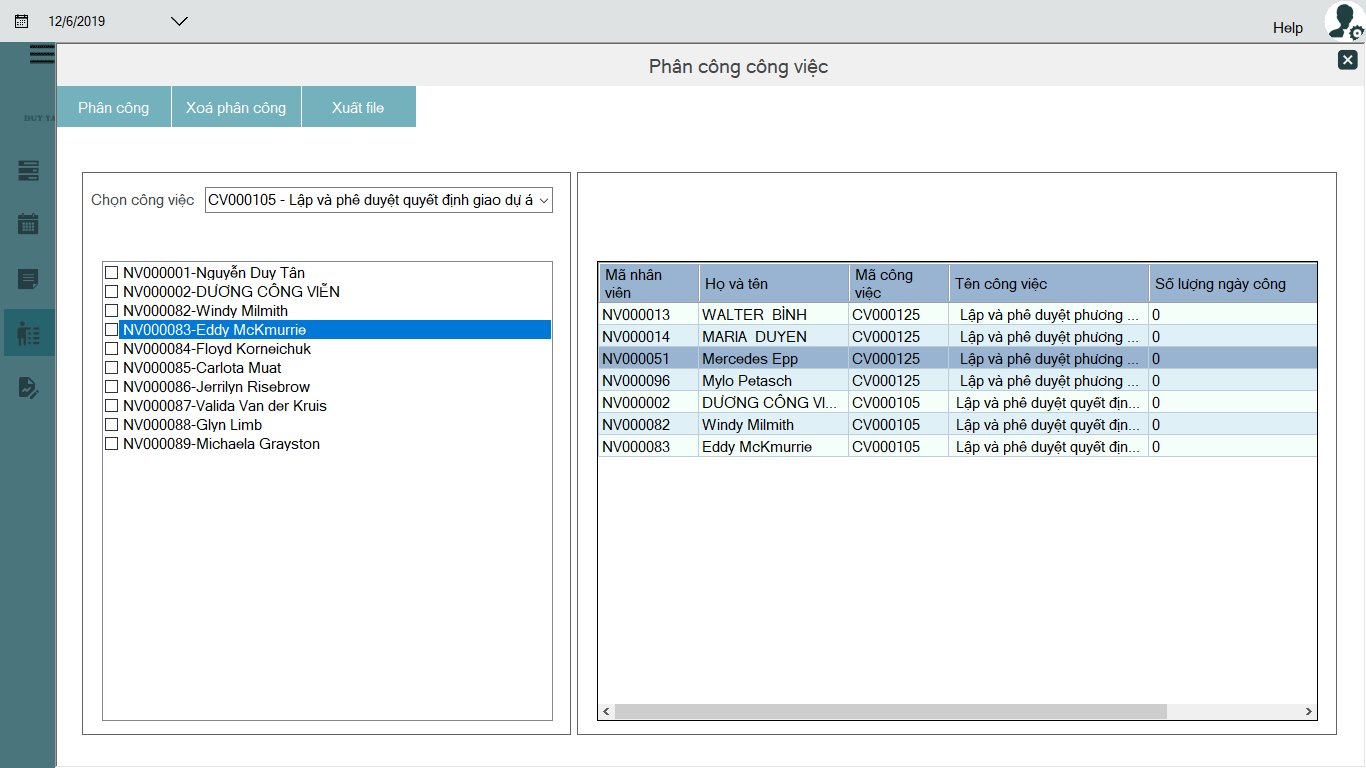 12/6/2019
Help
Phân công công việc
DUY TÂ
Phân công
Xoá phân công
Xuất file
Chọn công việc
CV000105 - Lập và phê duyệt quyết định giao dự á
NV000001-Nguyễn Duy Tân
NV000002-DƯƠNG CÔNG VIỄN
NV000082-Windy Milmith
NV000083-Eddy McKmurrie
NV000084-Floyd Korneichuk
NV000085-Carlota Muat
NV000086-Jerrilyn Risebrow
NV000087-Valida Van der Kruis
NV000088-Glyn Limb
NV000089-Michaela Grayston
Mã nhân viên Họ và tên Mã công việc Tên công việc Số lượng ngày công
NV000013 WALTER BÌNH CV000125 Lập và phê duyệt phương ... 0
NV000014 MARIA DUYEN CV000125 Lập và phê duyệt phương ... 0
NV000051 Mercedes Epp CV000125 Lập và phê duyệt phương ... 0
NV000096 Mylo Petasch CV000125 Lập và phê duyệt phương ... 0
NV000002 DƯƠNG CÔNG VI... CV000105 Lập và phê duyệt quyết địn... 0
NV000082 Windy Milmith CV000105 Lập và phê duyệt quyết địn... 0
NV000083 Eddy McKmurrie CV000105 Lập và phê duyệt quyết địn... 0